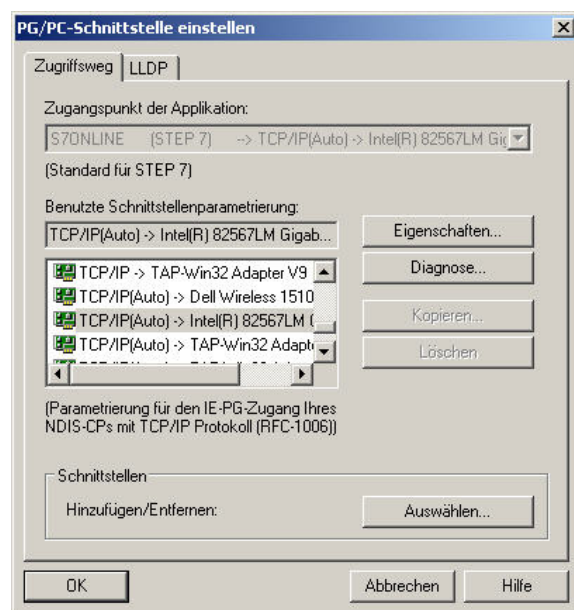 PG/PC-Schnittstelle einstellen
Zugriffsweg
LLDP
Zugangspunkt der Applikation:
S7ONLINE (STEP 7) --> TCP/IP(Auto) -> Intel(R) 82567LM Gig
(Standard für STEP 7)
Benutzte Schnittstellenparametrierung:
TCP/IP(Auto) -> Intel(R) 82567LM Gigab...
Eigenschaften...
TCP/IP -> TAP-Win32 Adapter V9
Diagnose...
TCP/IP(Auto) -> Dell Wireless 1510
TCP/IP(Auto) -> Intel(R) 82567LM (
Kopieren...
TCP/IP(Auto) -> TAP-Win32 Adapt
Löschen
(Parametrierung für den IE-PG-Zugang Ihres
NDIS-CPs mit TCP/IP Protokoll (RFC-1006))
Schnittstellen
Hinzufügen/Entfernen:
Auswählen...
OK
Abbrechen
Hilfe